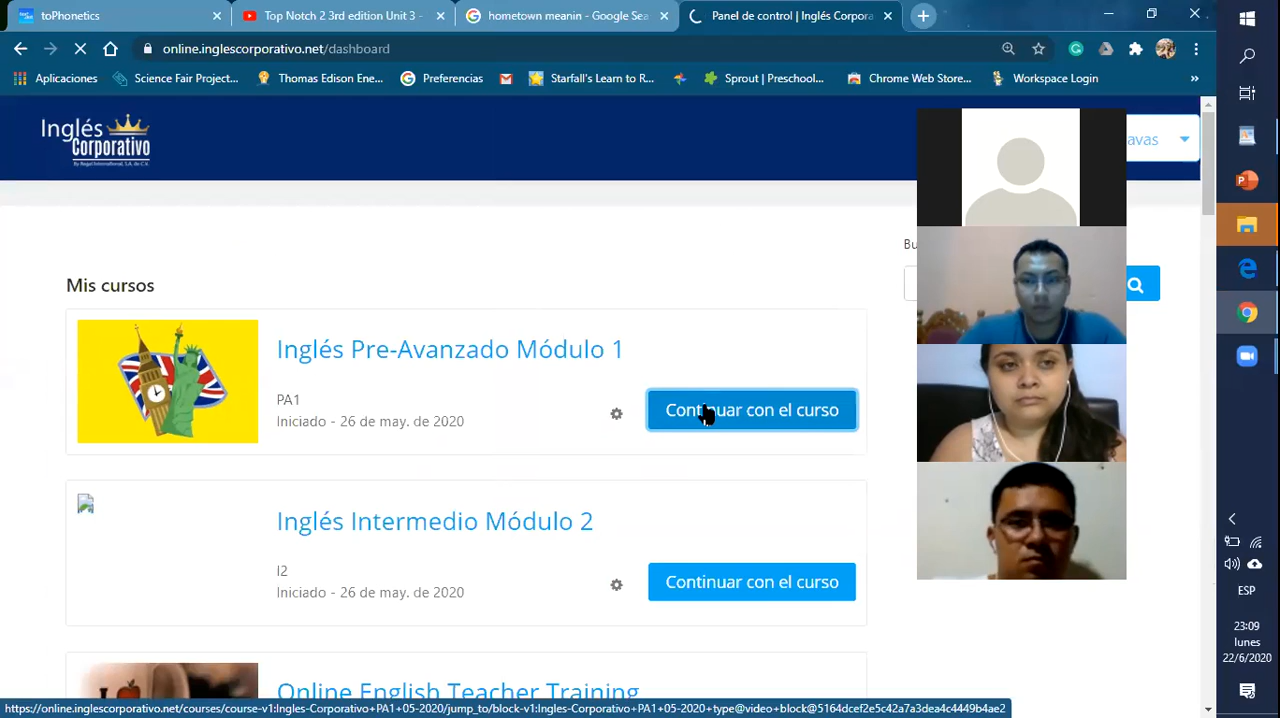 toPhonetics
Top Notch 2 3rd edition Unit 3 -
hometown meanin - Google Sea
Panel de control | Inglés Corpora
online.inglescorporativo.net/dashboard
Aplicaciones
Science Fair Project...
Thomas Edison Ene...
Preferencias
Starfall's Learn to R...
Sprout | Preschool...
Chrome Web Store...
Workspace Login
»
Inglés
Corporativo
By Regal International, S.A. de C.V.
avas
Bu
Mis cursos
Inglés Pre-Avanzado Módulo 1
PA1
Iniciado - 26 de may. de 2020
Continuar con el curso
Inglés Intermedio Módulo 2
I2
Iniciado - 26 de may. de 2020
Continuar con el curso
Online English Teacher Training
https://online.inglescorporativo.net/courses/course-v1:Ingles-Corporativo+PA1+05-2020/jump_to/block-v1:Ingles-Corporativo+PA1+05-2020+type@video+block@5164dcef2e5c42a7a3dea4c4449b4ae2
ESP
23:09
lunes
22/6/2020